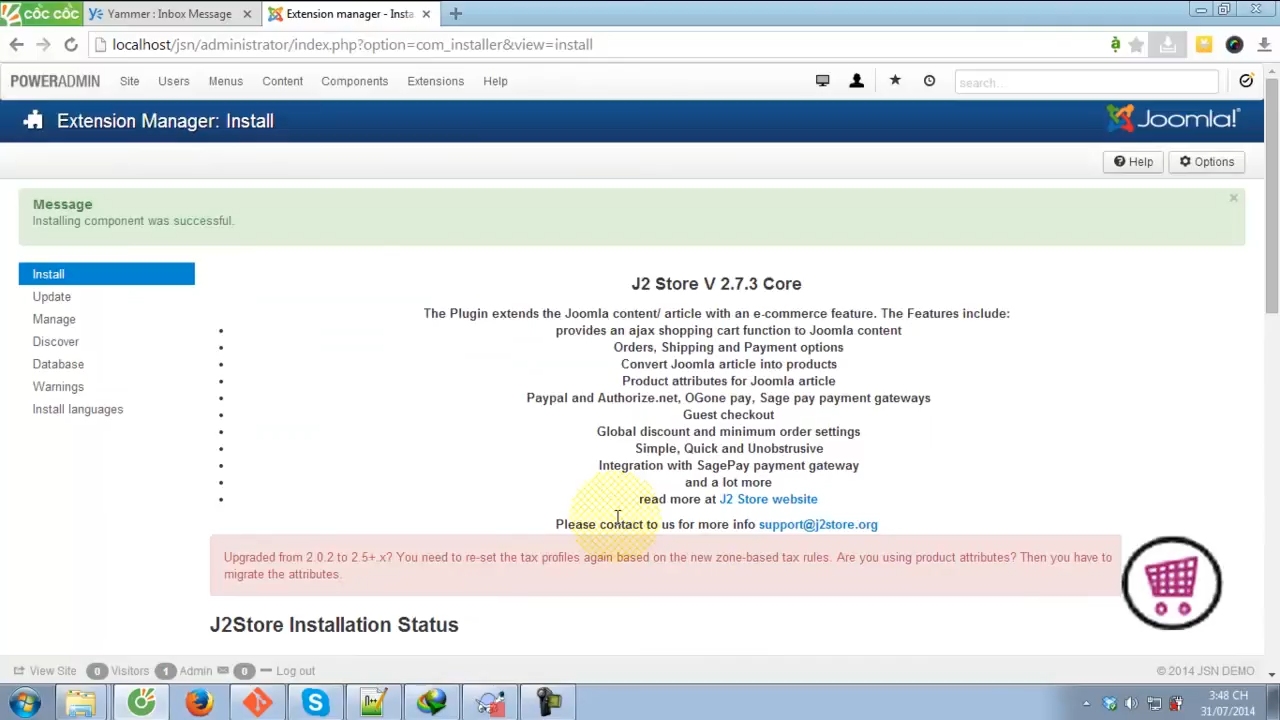 cốc cốc
Yammer : Inbox Message
Extension manager - Insta
localhost/jsn/administrator/index.php?option=com_installer&view=install
POWERADMIN
Site
Users
Menus
Content
Components
Extensions
Help
search..
Extension Manager: Install
Joomla!
Help
Options
Message
Installing component was successful.
Install
Update
Manage
Discover
Database
Warnings
Install languages
J2 Store V 2.7.3 Core
The Plugin extends the Joomla content/ article with an e-commerce feature. The Features include:
provides an ajax shopping cart function to Joomla content
Orders, Shipping and Payment options
Convert Joomla article into products
Product attributes for Joomla article
Paypal and Authorize.net, OGone pay, Sage pay payment gateways
Guest checkout
Global discount and minimum order settings
Simple, Quick and Unobstrusive
Integration with SagePay payment gateway
and a lot more
read more at J2 Store website
Please contact to us for more info support@j2store.org
Upgraded from 2.0.2 to 2.5+.x? You need to re-set the tax profiles again based on the new zone-based tax rules. Are you using product attributes? Then you have to
migrate the attributes.
J2Store Installation Status
View Site
0 Visitors
1 Admin
0
Log out
© 2014 JSN DEMO
3:48 CH
31/07/2014